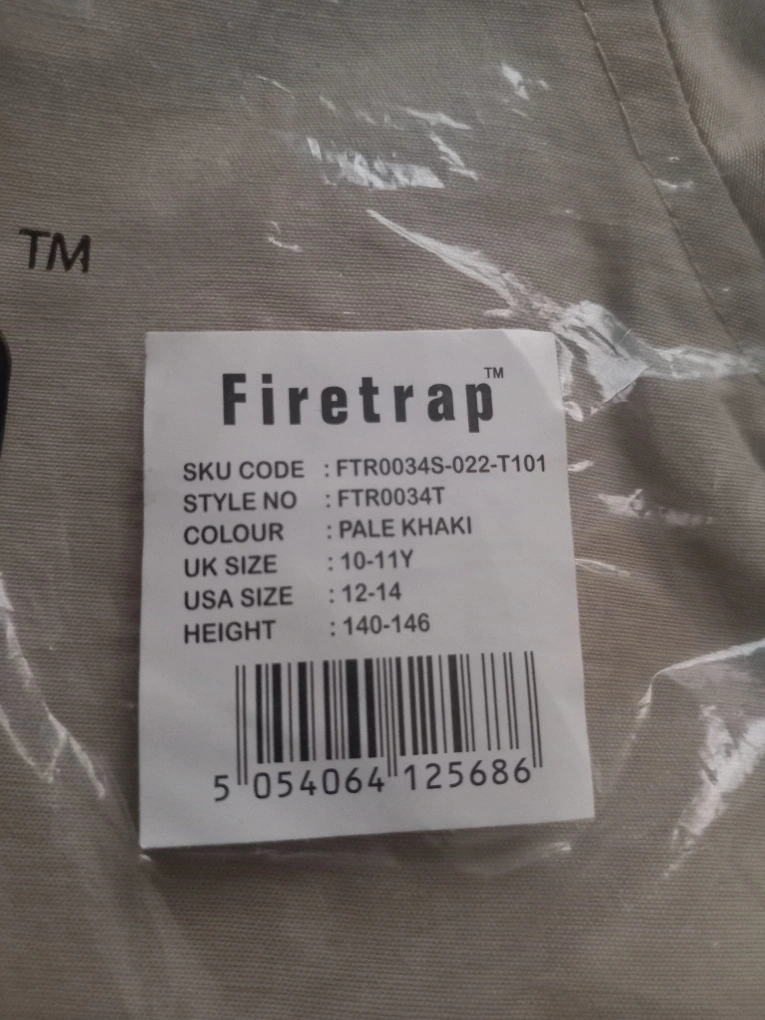 TM
Firetrap™
SKU CODE : FTR0034S-022-T101
STYLE NO : FTR0034T
COLOUR : PALE KHAKI
UK SIZE : 10-11Y
USA SIZE : 12-14
HEIGHT : 140-146
5 054064 125686